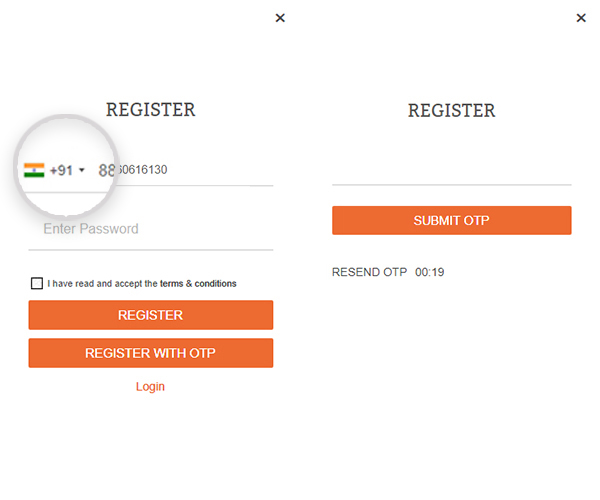 ×
REGISTER
+91 8860616130
Enter Password
I have read and accept the terms & conditions
REGISTER
REGISTER WITH OTP
Login
×
REGISTER
SUBMIT OTP
RESEND OTP 00:19